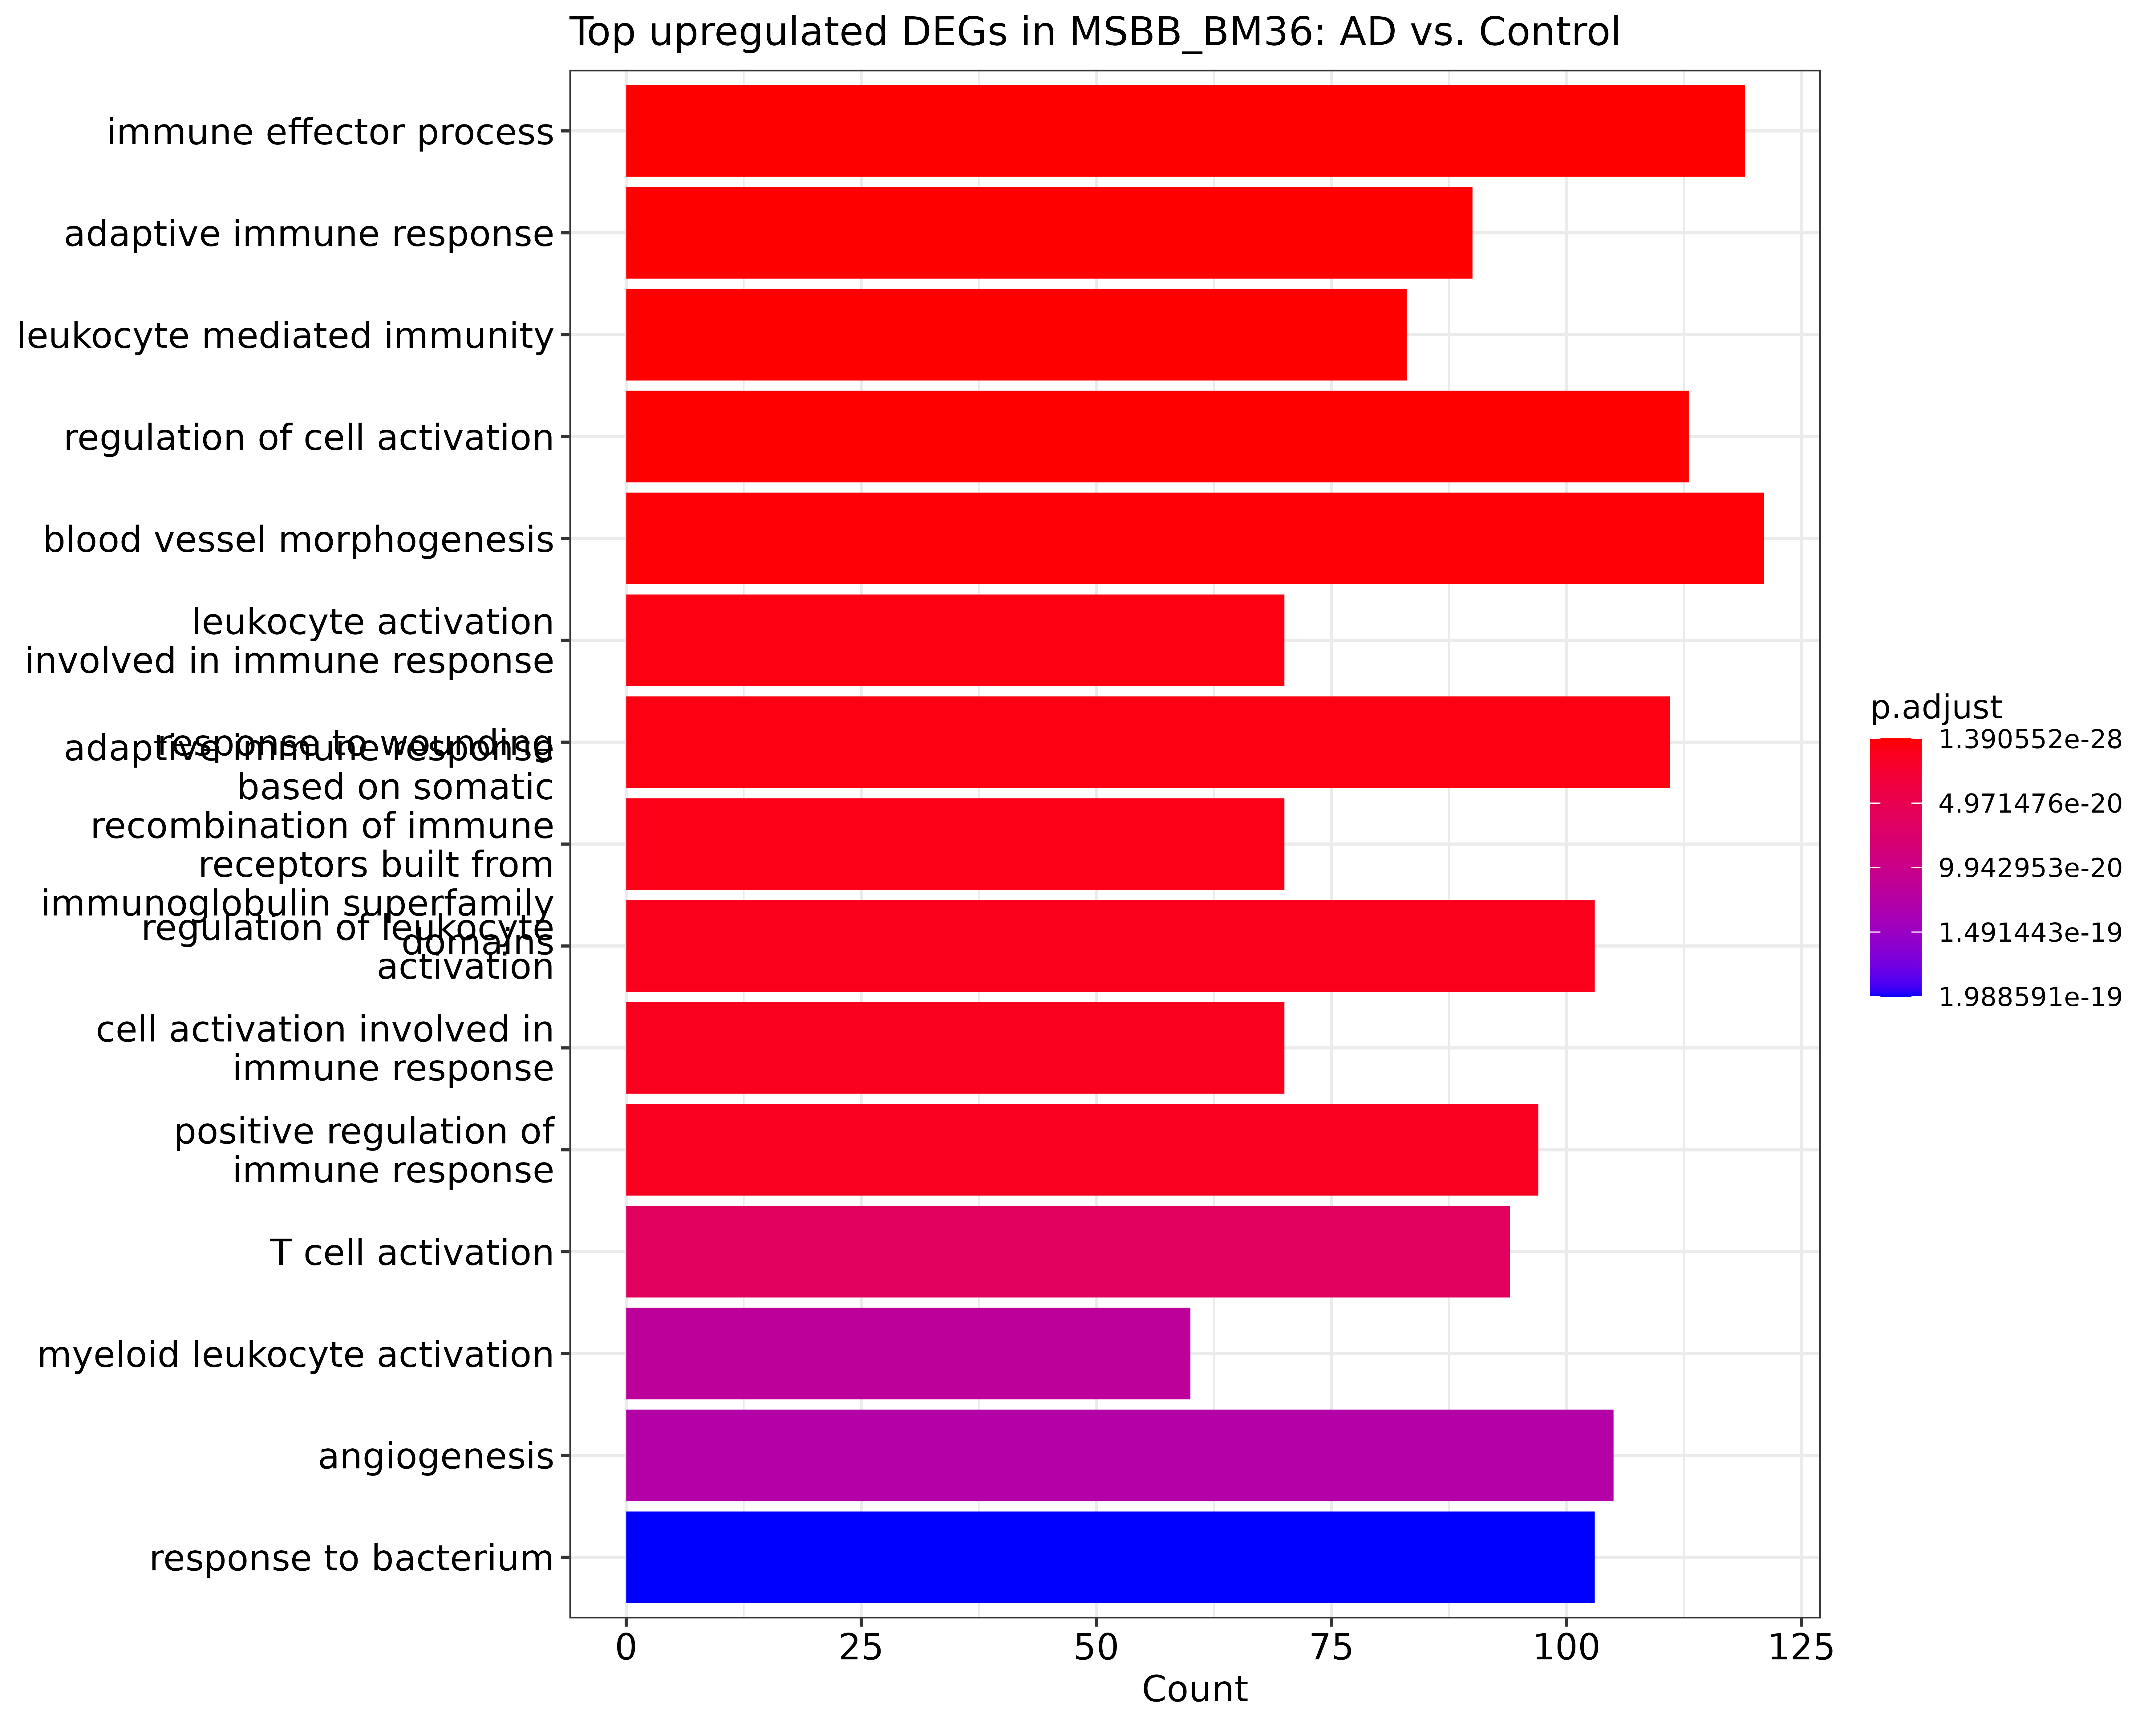 Top upregulated DEGs in MSBB_BM36: AD vs. Control
immune effector process
adaptive immune response
leukocyte mediated immunity
regulation of cell activation
blood vessel morphogenesis
leukocyte activation
involved in immune response
response to wounding
adaptive immune response
based on somatic
recombination of immune
receptors built from
immunoglobulin superfamily
domains
regulation of leukocyte
activation
cell activation involved in
immune response
positive regulation of
immune response
T cell activation
myeloid leukocyte activation
angiogenesis
response to bacterium
0 25 50 75 100 125
Count
p.adjust
1.390552e-28
4.971476e-20
9.942953e-20
1.491443e-19
1.988591e-19